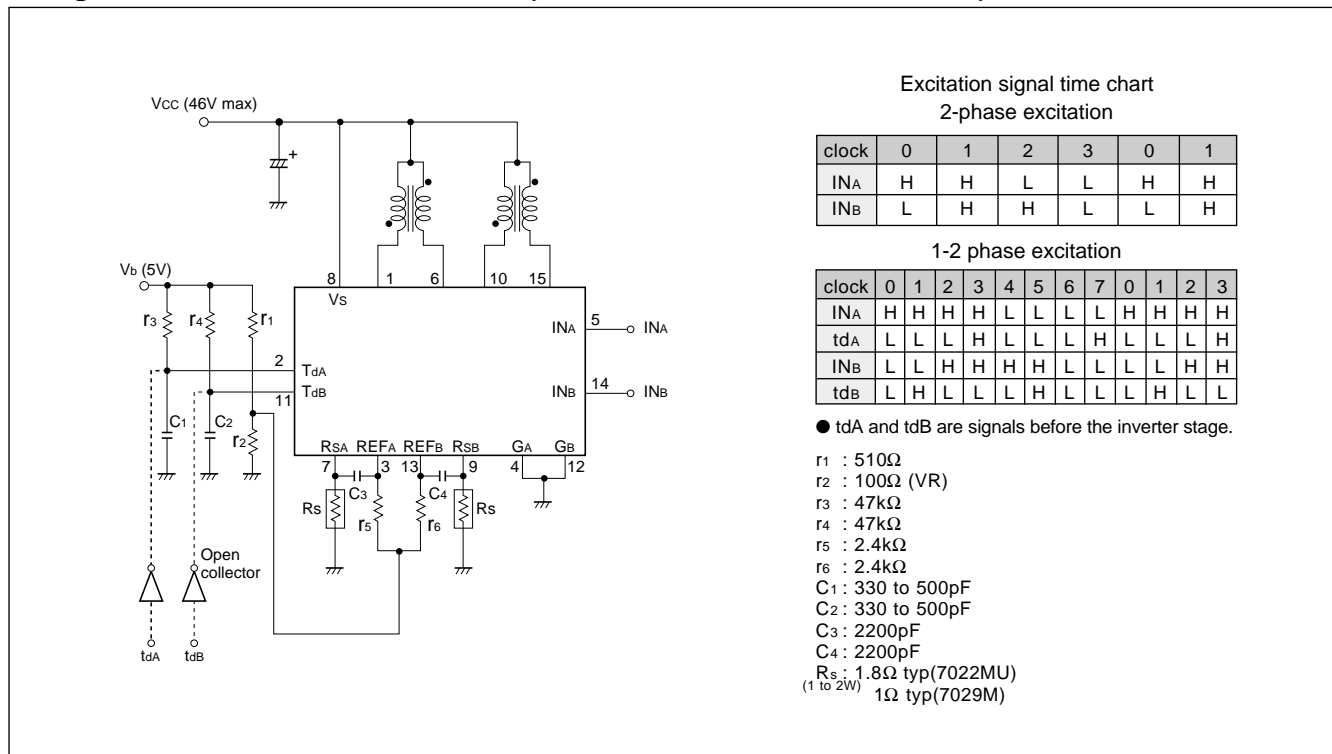 Vcc (46V max)
+
Vb (5V)
r3
r4
r1
8
1
6
10
15
Vs
INA
5
INA
2
TdA
TdB
11
INB
14
INB
C1
C2
r2
RSA REFA REFB RSB GA GB
7 3 13 9 4 12
C3
C4
Rs
r5
r6
Rs
Open
collector
tdA
tdB
Excitation signal time chart
2-phase excitation
clock 0 1 2 3 0 1
INA H H L L H H
INB L H H L L H
1-2 phase excitation
clock 0 1 2 3 4 5 6 7 0 1 2 3
INA H H H H L L L L H H H H
tdA L L L H L L L H L L L H
INB L L H H H H L L L L H H
tdB L H L L L H L L L H L L
● tdA and tdB are signals before the inverter stage.
r1 : 510Ω
r2 : 100Ω (VR)
r3 : 47kΩ
r4 : 47kΩ
r5 : 2.4kΩ
r6 : 2.4kΩ
C1 : 330 to 500pF
C2 : 330 to 500pF
C3 : 2200pF
C4 : 2200pF
Rs : 1.8Ω typ(7022MU)
(1 to 2W)
1Ω typ(7029M)